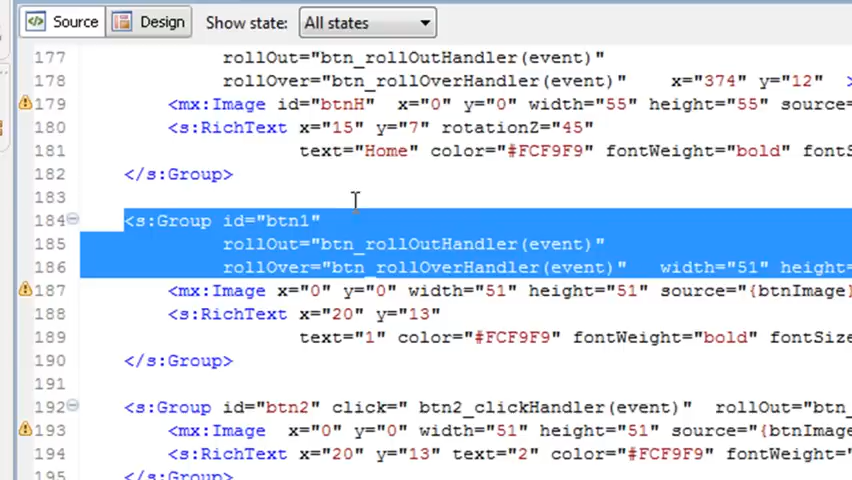 Source Design Show state: All states
177 rollOut="btn_rollOutHandler(event)"
178 rollOver="btn_rollOverHandler(event)" x="374" y="12" >
179 <mx:Image id="btnH" x="0" y="0" width="55" height="55" source=
180 <s:RichText x="15" y="7" rotationZ="45"
181 text="Home" color="#FCF9F9" fontWeight="bold" fontS
182 </s:Group>
183
184 <s:Group id="btn1"
185 rollOut="btn_rollOutHandler(event)"
186 rollOver="btn_rollOverHandler(event)" width="51" height=
187 <mx:Image x="0" y="0" width="51" height="51" source="{btnImage}
188 <s:RichText x="20" y="13"
189 text="1" color="#FCF9F9" fontWeight="bold" fontSize
190 </s:Group>
191
192 <s:Group id="btn2" click=" btn2_clickHandler(event)" rollOut="btn_
193 <mx:Image x="0" y="0" width="51" height="51" source="{btnImage
194 <s:RichText x="20" y="13" text="2" color="#FCF9F9" fontWeight=
195 </s:Group>